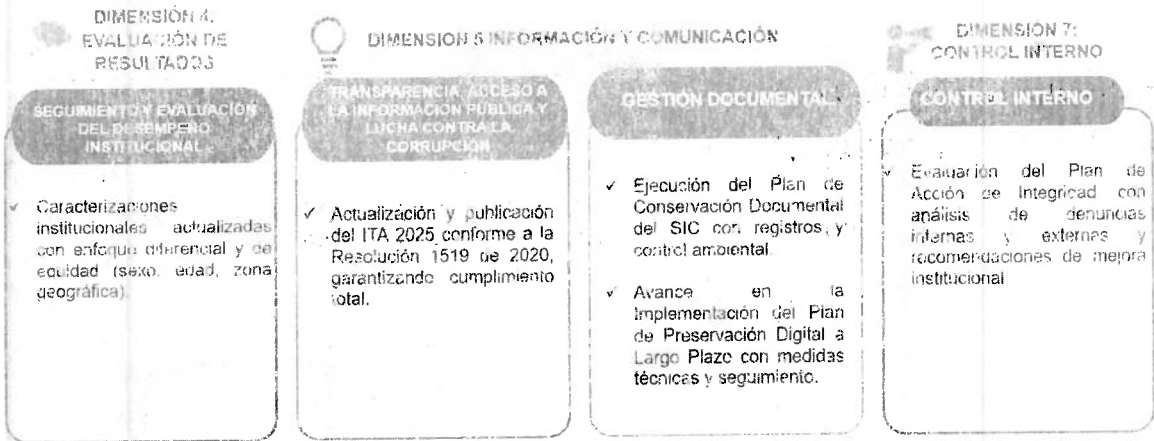 DIMENSIÓN 4:
EVALUACIÓN DE
RESULTADOS
SEGUIMIENTO Y EVALUACIÓN
DEL DESEMPEÑO
INSTITUCIONAL
✓ Caracterizaciones
institucionales actualizadas
con enfoque diferencial y de
equidad (sexo, edad, zona
geográfica).
DIMENSIÓN 5 INFORMACIÓN Y COMUNICACIÓN
TRANSPARENCIA, ACCESO A
LA INFORMACIÓN PÚBLICA Y
LUCHA CONTRA LA
CORRUPCIÓN
✓ Actualización y publicación
del ITA 2025 conforme a la
Resolución 1519 de 2020,
garantizando cumplimiento
total.
GESTIÓN DOCUMENTAL
✓ Ejecución del Plan de
Conservación Documental
del SIC con registros y
control ambiental.
✓ Avance en la
Implementación del Plan
de Preservación Digital a
Largo Plazo con medidas
técnicas y seguimiento.
DIMENSIÓN 7:
CONTROL INTERNO
CONTROL INTERNO
✓ Evaluación del Plan de
Acción de Integridad con
análisis de denuncias
internas y externas y
recomendaciones de mejora
institucional